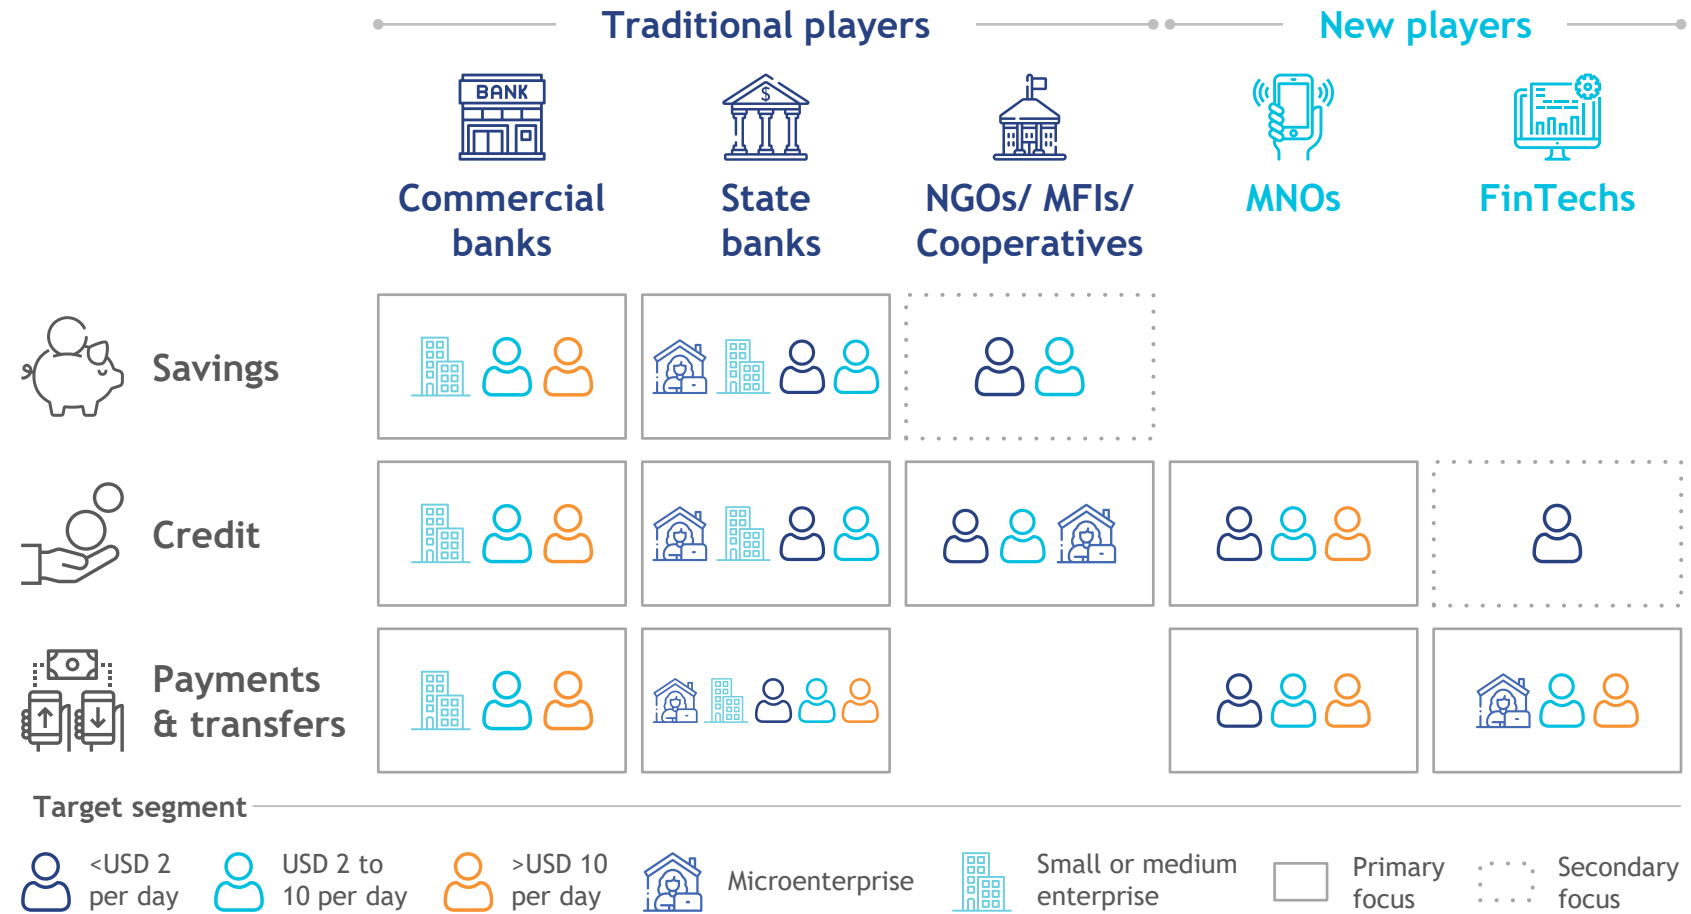 Traditional players
New players
BANK
$
Commercial
banks
State
banks
NGOs/ MFIs/
Cooperatives
MNOs
FinTechs
Savings
Credit
Payments
& transfers
Target segment
<USD 2
per day
USD 2 to
10 per day
>USD 10
per day
Microenterprise
Small or medium
enterprise
Primary
focus
Secondary
focus